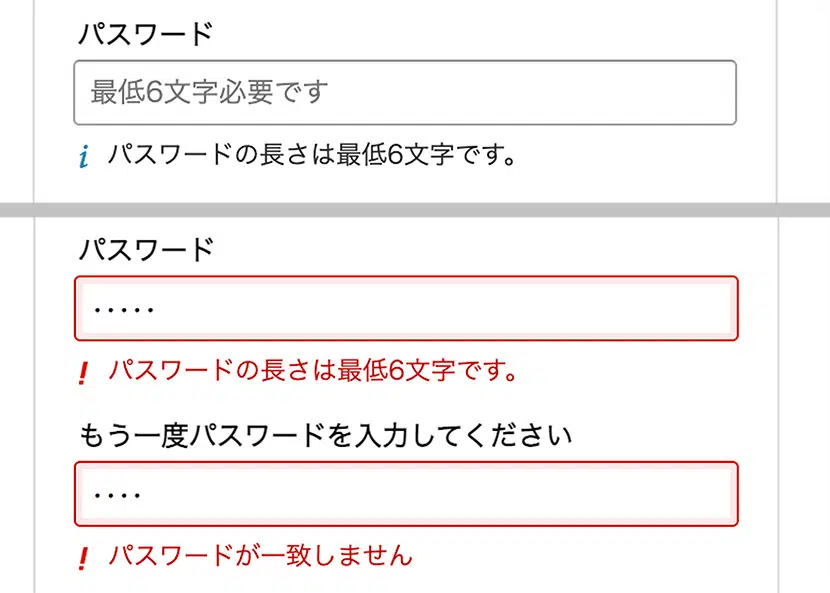 パスワード
最低6文字必要です
i パスワードの長さは最低6文字です。
パスワード
·····
! パスワードの長さは最低6文字です。
もう一度パスワードを入力してください
····
! パスワードが一致しません